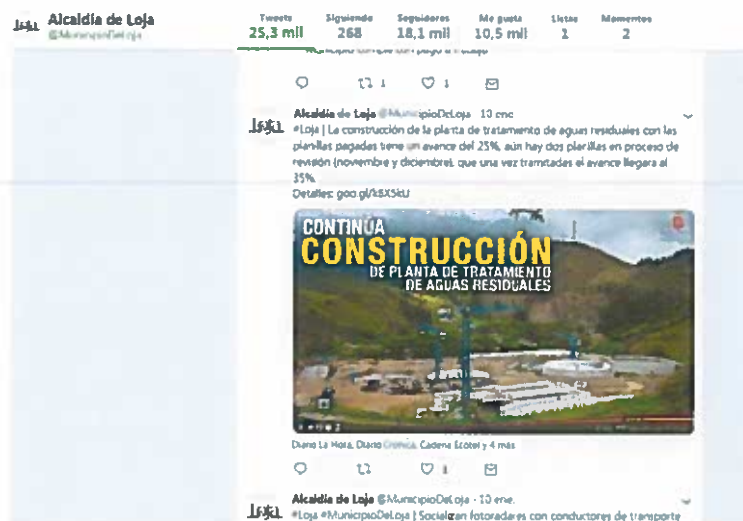 Alcaldía de Loja
@MunicipioDeLoja
Tweets Siguiendo Seguidores Me gusta Listas Momentos
25,3 mil 268 18,1 mil 10,5 mil 1 2
1 1
Alcaldía de Loja @MunicipioDeLoja · 10 ene
#Loja | La construcción de la planta de tratamiento de aguas residuales con las
planillas pagadas tiene un avance del 25%, aún hay dos planillas en proceso de
revisión (noviembre y diciembre), que una vez tramitadas el avance llegara al
35%.
Detalles: goo.gl/k8X5kU
CONTINÚA
CONSTRUCCIÓN
DE PLANTA DE TRATAMIENTO
DE AGUAS RESIDUALES
Diario La Hora, Diario Crónica, Cadena Ecotel y 4 más
1
Alcaldía de Loja @MunicipioDeLoja · 10 ene.
#Loja #MunicipioDeLoja | Socializan fotoradares con conductores de transporte